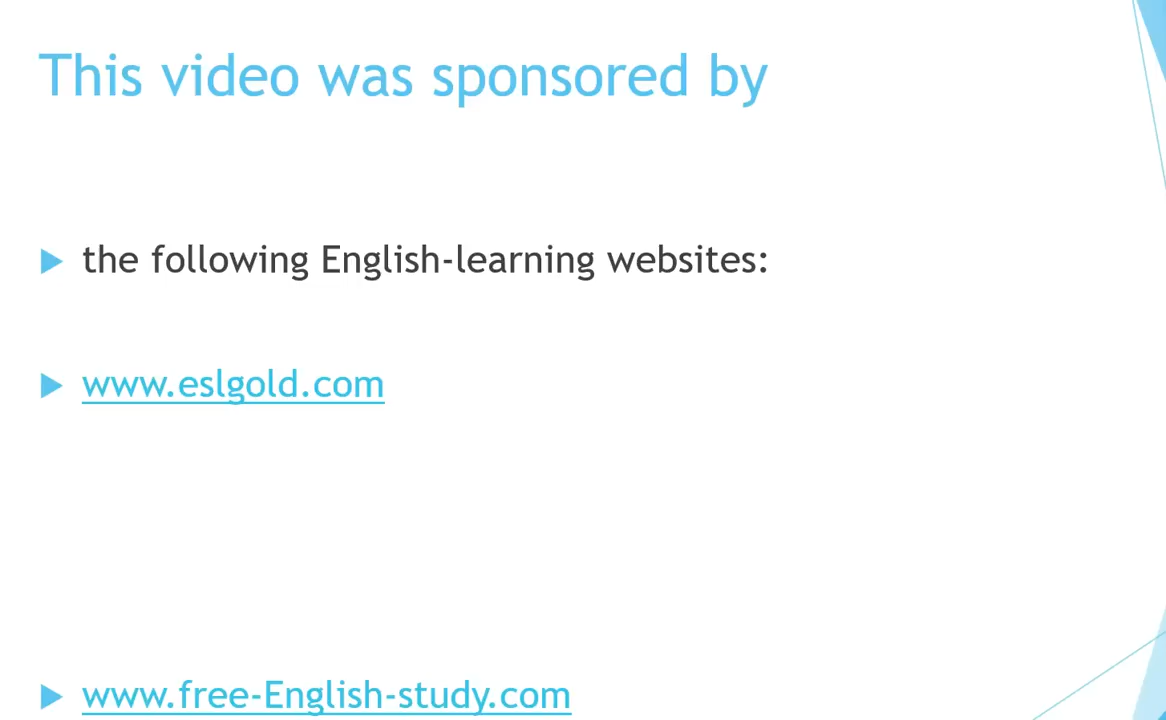 This video was sponsored by
the following English-learning websites:
www.eslgold.com
www.free-English-study.com